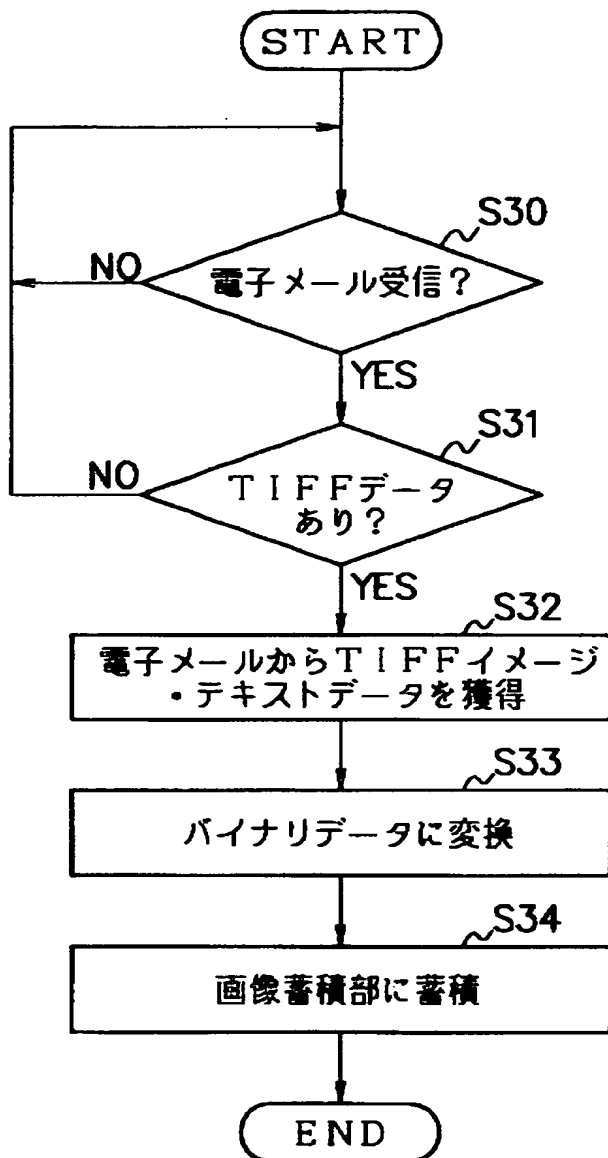 START
S30
NO
電子メール受信？
YES
S31
NO
ＴＩＦＦデータ
あり？
YES
S32
電子メールからＴＩＦＦイメージ
・テキストデータを獲得
S33
バイナリデータに変換
S34
画像蓄積部に蓄積
END